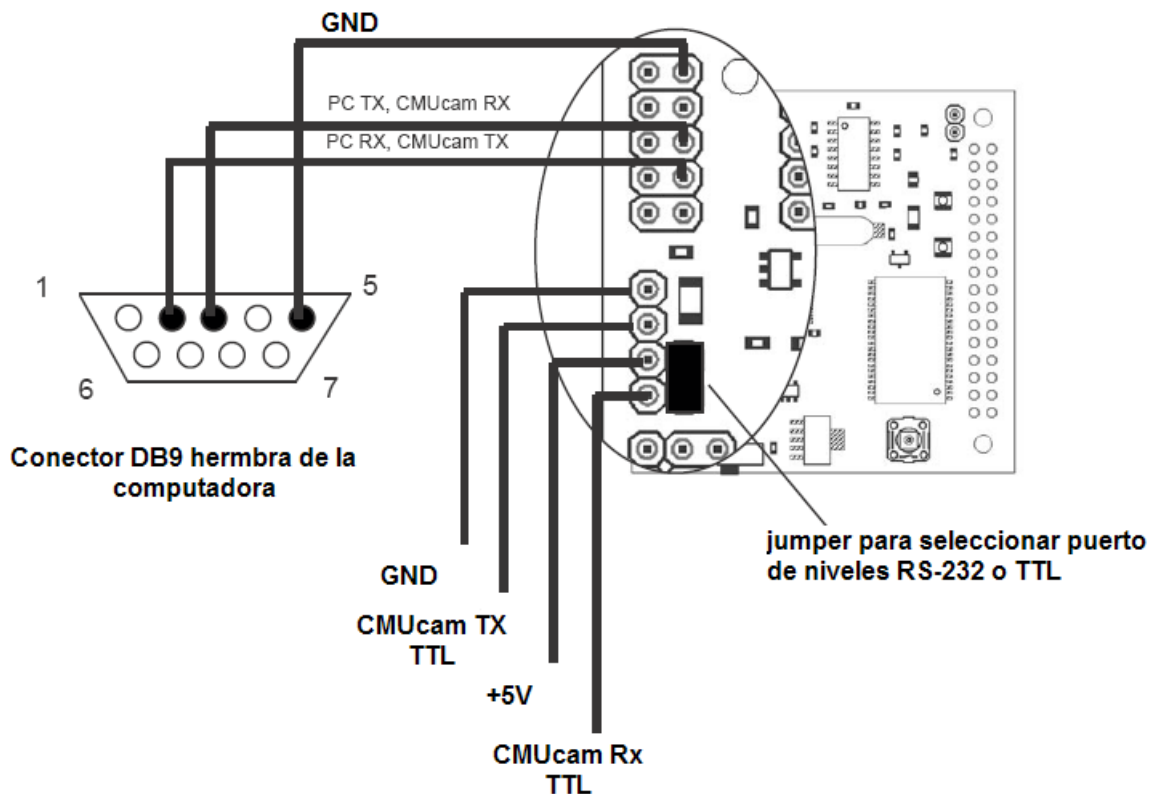 GND
PC TX, CMUcam RX
PC RX, CMUcam TX
1
5
6
7
Conector DB9 hermbra de la
computadora
jumper para seleccionar puerto
de niveles RS-232 o TTL
GND
CMUcam TX
TTL
+5V
CMUcam Rx
TTL